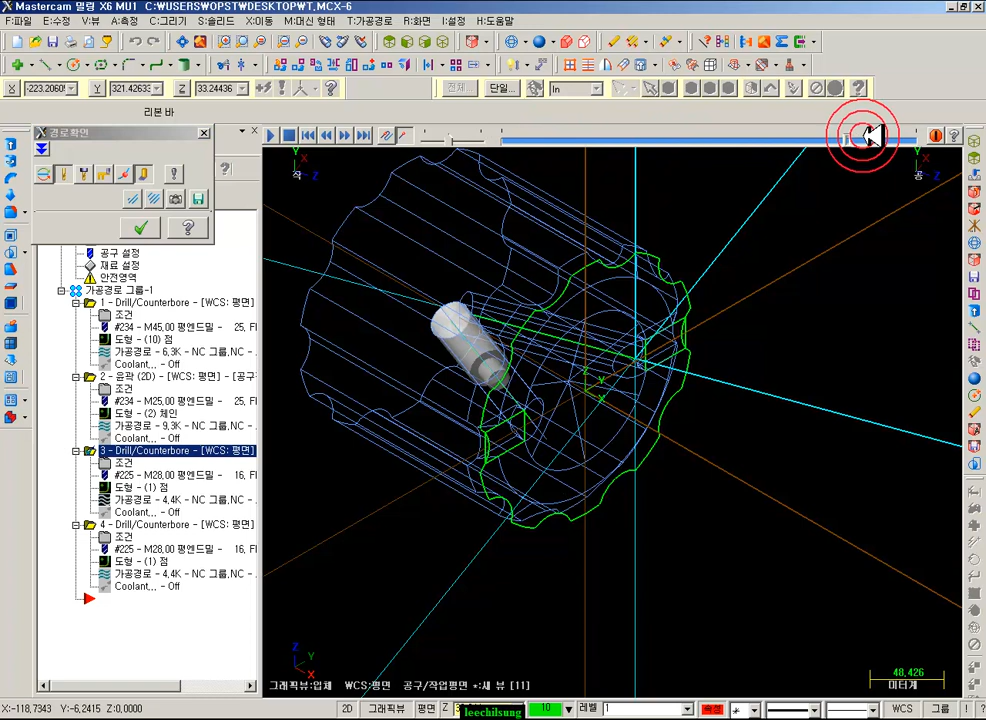 Mastercam 밀링 X6 MU1 C:₩USERS₩OPST₩DESKTOP₩T,MCX-6
F:파일 E:수정 V:뷰 A:측정 C:그리기 S:솔리드 X:이동 M:머신 형태 T:가공경로 R:화면 I:설정 H:도움말
X -223.2060 Y 321.42633 Z 33.24436 전체... 단일... In
리본 바
경로확인
공구 설정
재료 설정
안전영역
가공경로 그룹-1
1 - Drill/Counterbore - [WCS: 평면]
조건
#234 - M45,00 평엔드밀 - 25, Fl
도형 - (10) 점
가공경로 - 6,3K - NC 그룹,NC -
Coolant,,, - Off
2 - 윤곽 (2D) - [WCS: 평면] - [공구
조건
#234 - M25,00 평엔드밀 - 25, Fl
도형 - (2) 체인
가공경로 - 9,3K - NC 그룹,NC -
Coolant,,, - Off
3 - Drill/Counterbore - [WCS: 평면]
조건
#225 - M28,00 평엔드밀 - 16, Fl
도형 - (1) 점
가공경로 - 4,4K - NC 그룹,NC -
Coolant,,, - Off
4 - Drill/Counterbore - [WCS: 평면]
조건
#225 - M28,00 평엔드밀 - 16, Fl
도형 - (1) 점
가공경로 - 4,4K - NC 그룹,NC -
Coolant,,, - Off
Y X Z
Y X Z
Y
X
Z Y X
그래픽뷰:입체 WCS:평면 공구/작업평면 *:새 뷰 [11]
48,426
미터계
X:-118,7343 Y:-6,2415 Z:0,0000 2D 그래픽뷰 평면 Z 10 레벨 1 속성 WCS 그룹
leechilsung